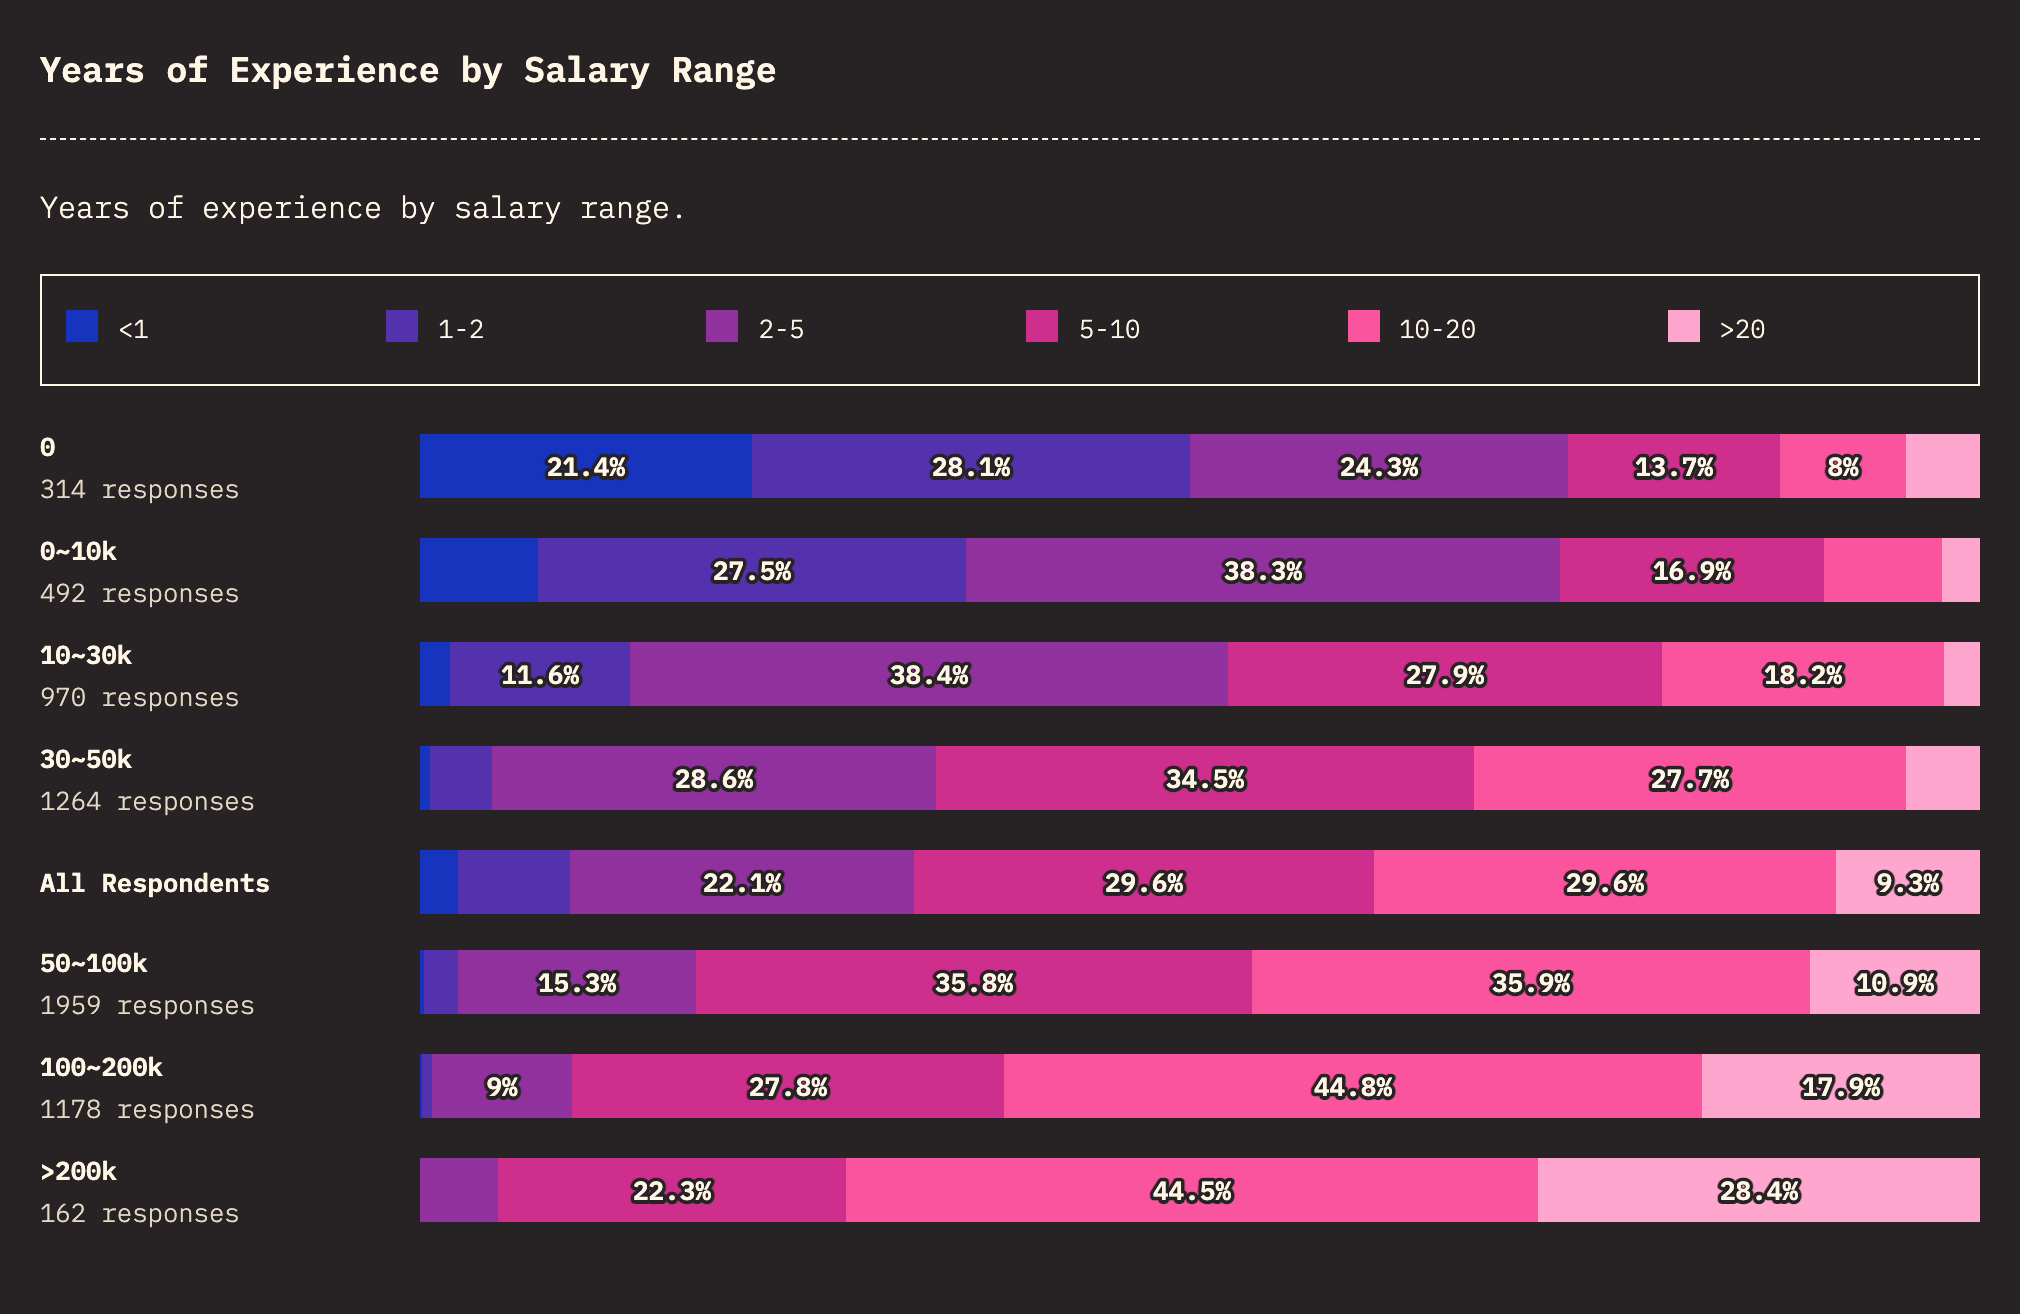 Years of Experience by Salary Range
Years of experience by salary range.
<1 1-2 2-5 5-10 10-20 >20
0
21.4% 28.1% 24.3% 13.7% 8%
314 responses
0~10k
27.5% 38.3% 16.9%
492 responses
10~30k
11.6% 38.4% 27.9% 18.2%
970 responses
30~50k
28.6% 34.5% 27.7%
1264 responses
All Respondents 22.1% 29.6% 29.6% 9.3%
50~100k
15.3% 35.8% 35.9% 10.9%
1959 responses
100~200k
9% 27.8% 44.8% 17.9%
1178 responses
>200k
22.3% 44.5% 28.4%
162 responses